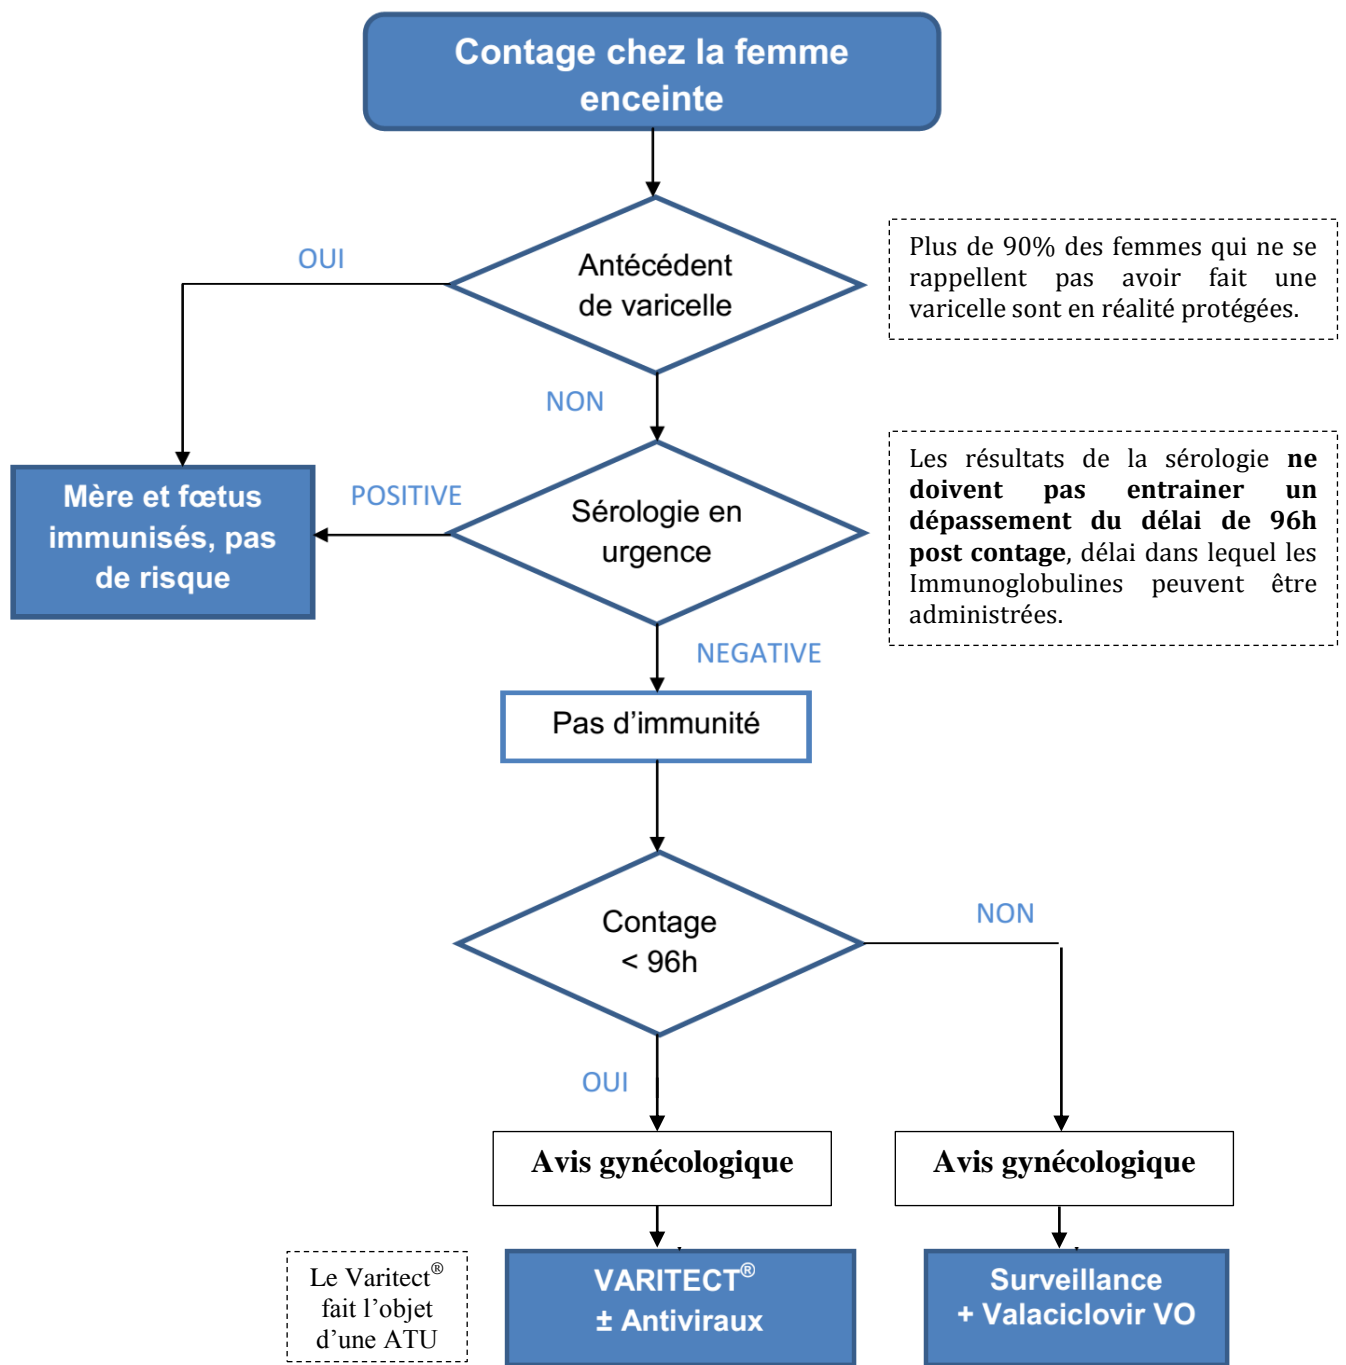 Contage chez la femme
enceinte
OUI
Antécédent
de varicelle
Plus de 90% des femmes qui ne se
rappellent pas avoir fait une
varicelle sont en réalité protégées.
NON
Mère et fœtus
immunisés, pas
de risque
POSITIVE
Sérologie en
urgence
Les résultats de la sérologie ne
doivent pas entrainer un
dépassement du délai de 96h
post contage, délai dans lequel les
Immunoglobulines peuvent être
administrées.
NEGATIVE
Pas d’immunité
Contage
< 96h
NON
OUI
Avis gynécologique
Avis gynécologique
Le Varitect®
fait l’objet
d’une ATU
VARITECT®
± Antiviraux
Surveillance
+ Valaciclovir VO